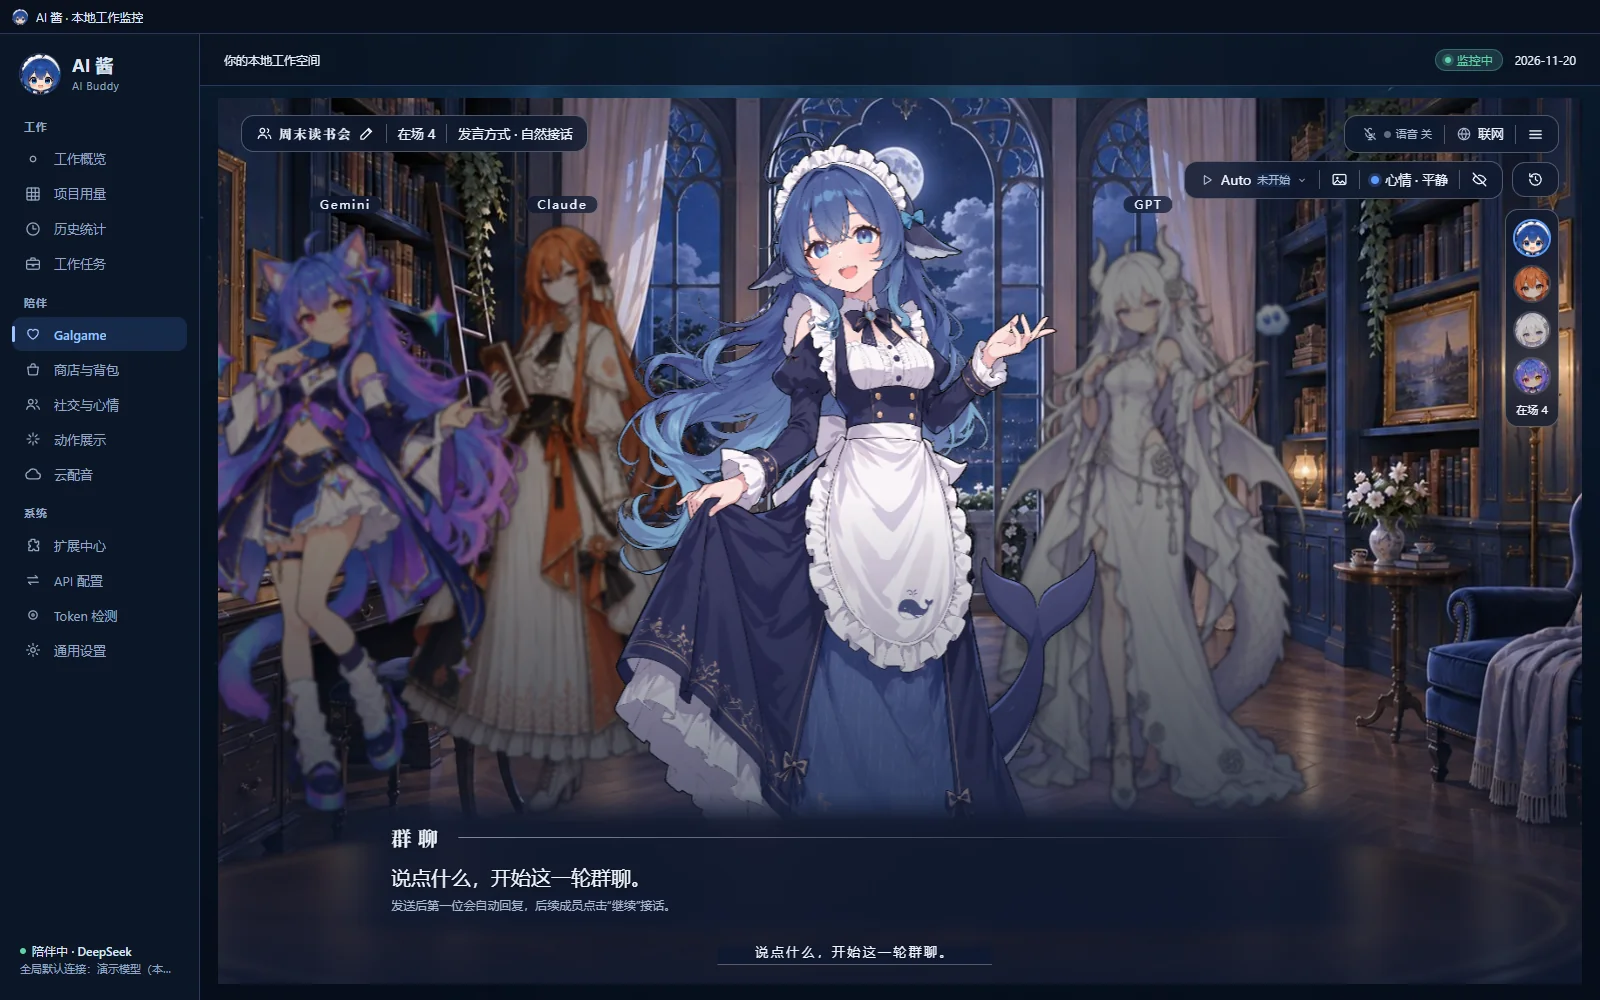 AI 酱 · 本地工作监控
AI 酱
AI Buddy
工作
工作概览
项目用量
历史统计
工作任务
陪伴
Galgame
商店与背包
社交与心情
动作展示
云配音
系统
扩展中心
API 配置
Token 检测
通用设置
陪伴中 · DeepSeek
全局默认连接：演示模型（本...
你的本地工作空间
监控中
2026-11-20
周末读书会
在场 4
发言方式 · 自然接话
语音 关
联网
Auto 未开始
心情 · 平静
Gemini
Claude
GPT
在场 4
群聊
说点什么，开始这一轮群聊。
发送后第一位会自动回复，后续成员点击“继续”接话。
说点什么，开始这一轮群聊。